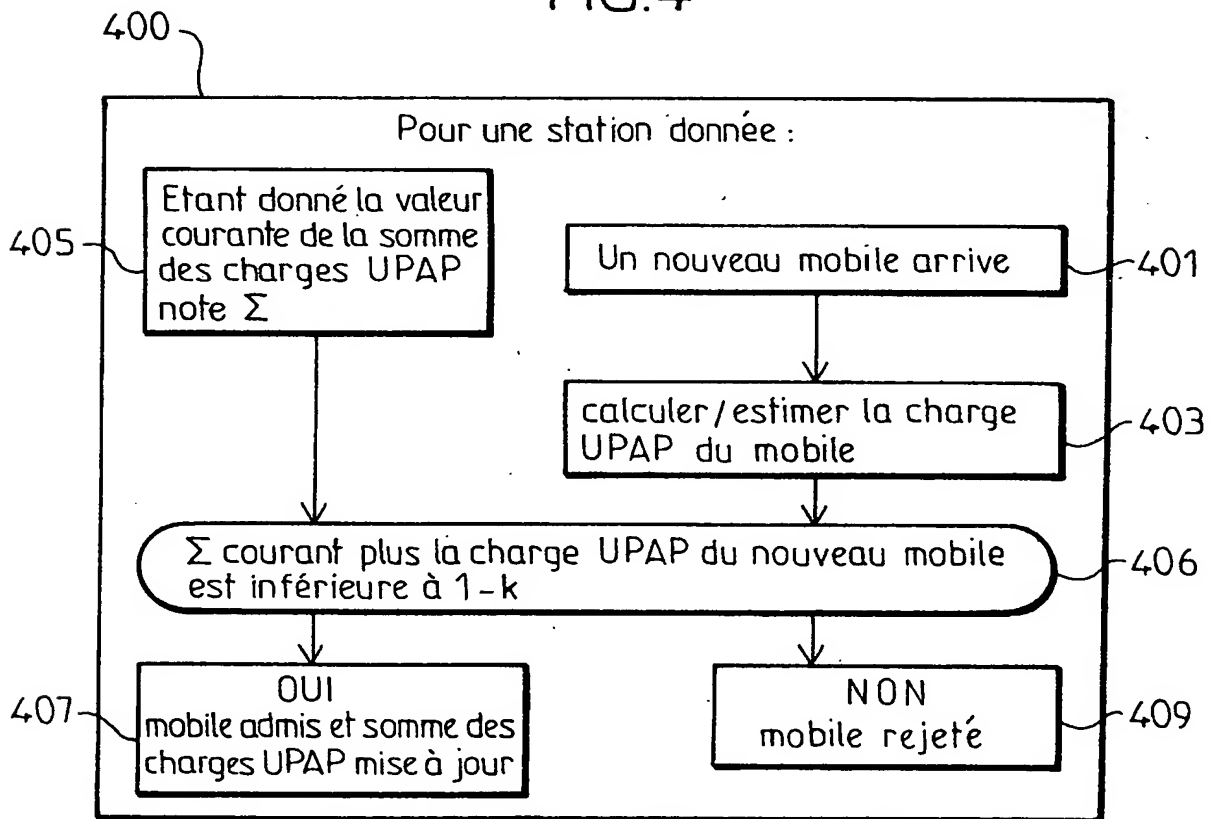 FIG.4
400
Pour une station donnée :
Etant donné la valeur
courante de la somme
des charges UPAP
note Σ
405
Un nouveau mobile arrive
401
calculer/estimer la charge
UPAP du mobile
403
Σ courant plus la charge UPAP du nouveau mobile
est inférieure à 1-k
406
OUI
mobile admis et somme des
charges UPAP mise à jour
407
NON
mobile rejeté
409